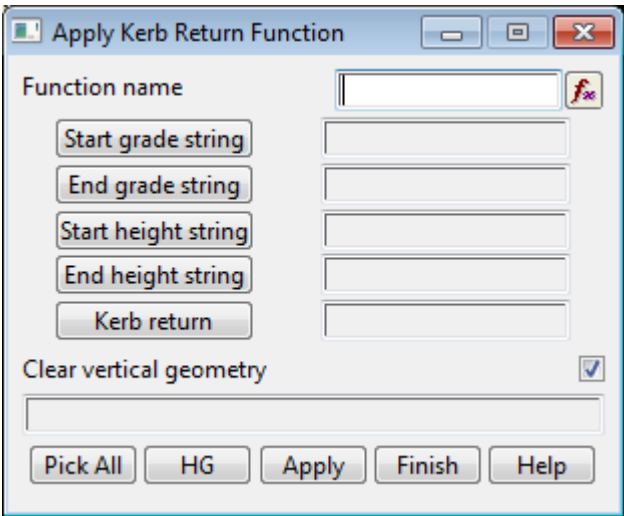 Apply Kerb Return Function
Function name
Start grade string
End grade string
Start height string
End height string
Kerb return
Clear vertical geometry
Pick All HG Apply Finish Help